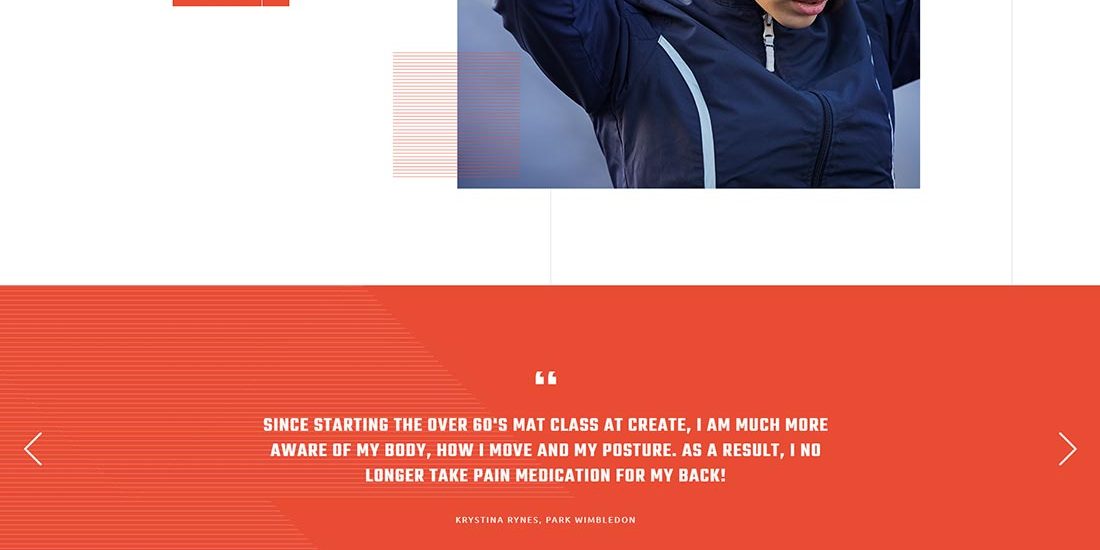 “
SINCE STARTING THE OVER 60'S MAT CLASS AT CREATE, I AM MUCH MORE
AWARE OF MY BODY, HOW I MOVE AND MY POSTURE. AS A RESULT, I NO
LONGER TAKE PAIN MEDICATION FOR MY BACK!
KRYSTINA RYNES, PARK WIMBLEDON